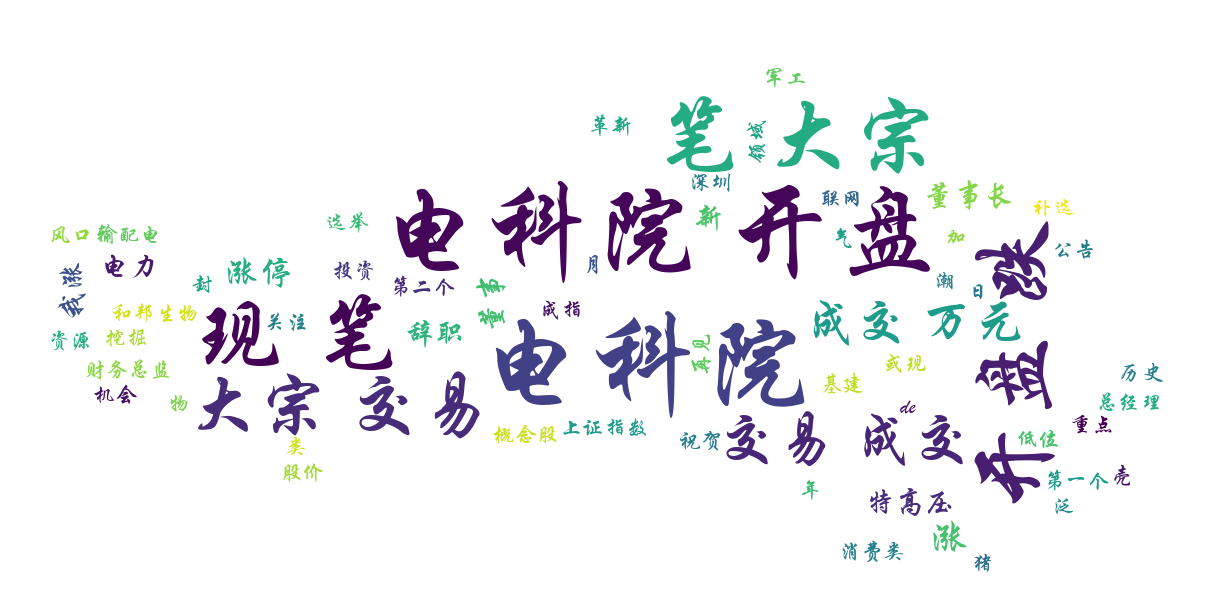 军工
革新
笔 大宗
领域
深圳
电科院 开盘
联网
董事长
补选
选举
新
气
加
公告
风口 输配电
电力
涨停
投资
第二个
月
开盘 涨
潮
日
我 涨
封
董事
成指
和邦生物
现 笔
关注
辞职
成交 万元
资源
挖掘
电科院
再见
或现
财务总监
基建
历史
机会
物
大宗 交易
de
总经理
概念股
上证指数
祝贺
交易 成交
重点
低位
类
股价
第一个
壳
年
特高压
泛
涨
消费类
猪